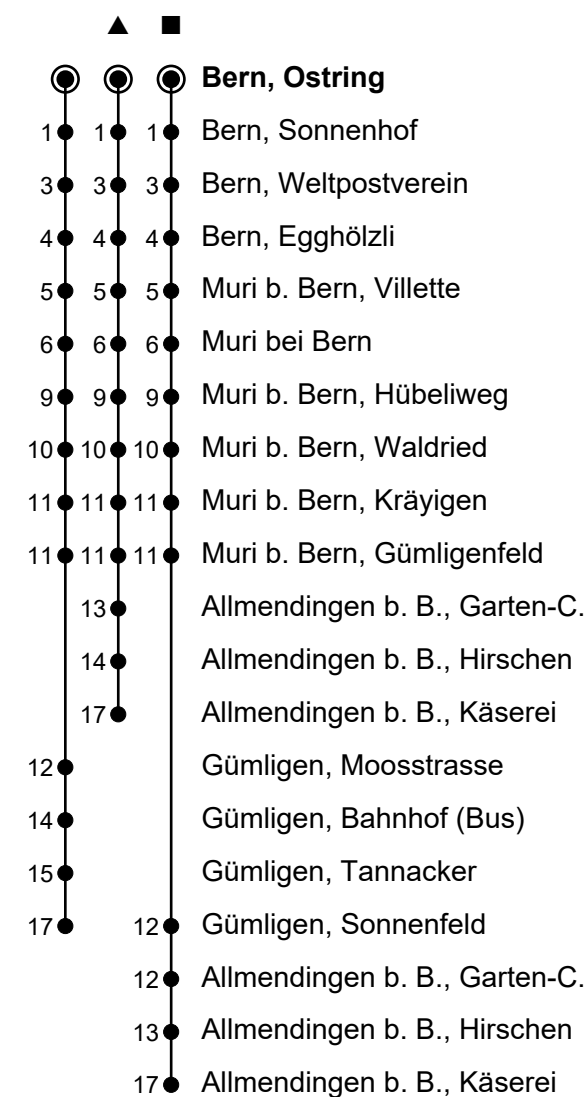 ▲ ■
Bern, Ostring
1 1 1 Bern, Sonnenhof
3 3 3 Bern, Weltpostverein
4 4 4 Bern, Egghölzli
5 5 5 Muri b. Bern, Villette
6 6 6 Muri bei Bern
9 9 9 Muri b. Bern, Hübeliweg
10 10 10 Muri b. Bern, Waldried
11 11 11 Muri b. Bern, Kräyigen
11 11 11 Muri b. Bern, Gümligenfeld
13 Allmendingen b. B., Garten-C.
14 Allmendingen b. B., Hirschen
17 Allmendingen b. B., Käserei
12 Gümligen, Moosstrasse
14 Gümligen, Bahnhof (Bus)
15 Gümligen, Tannacker
17 12 Gümligen, Sonnenfeld
12 Allmendingen b. B., Garten-C.
13 Allmendingen b. B., Hirschen
17 Allmendingen b. B., Käserei